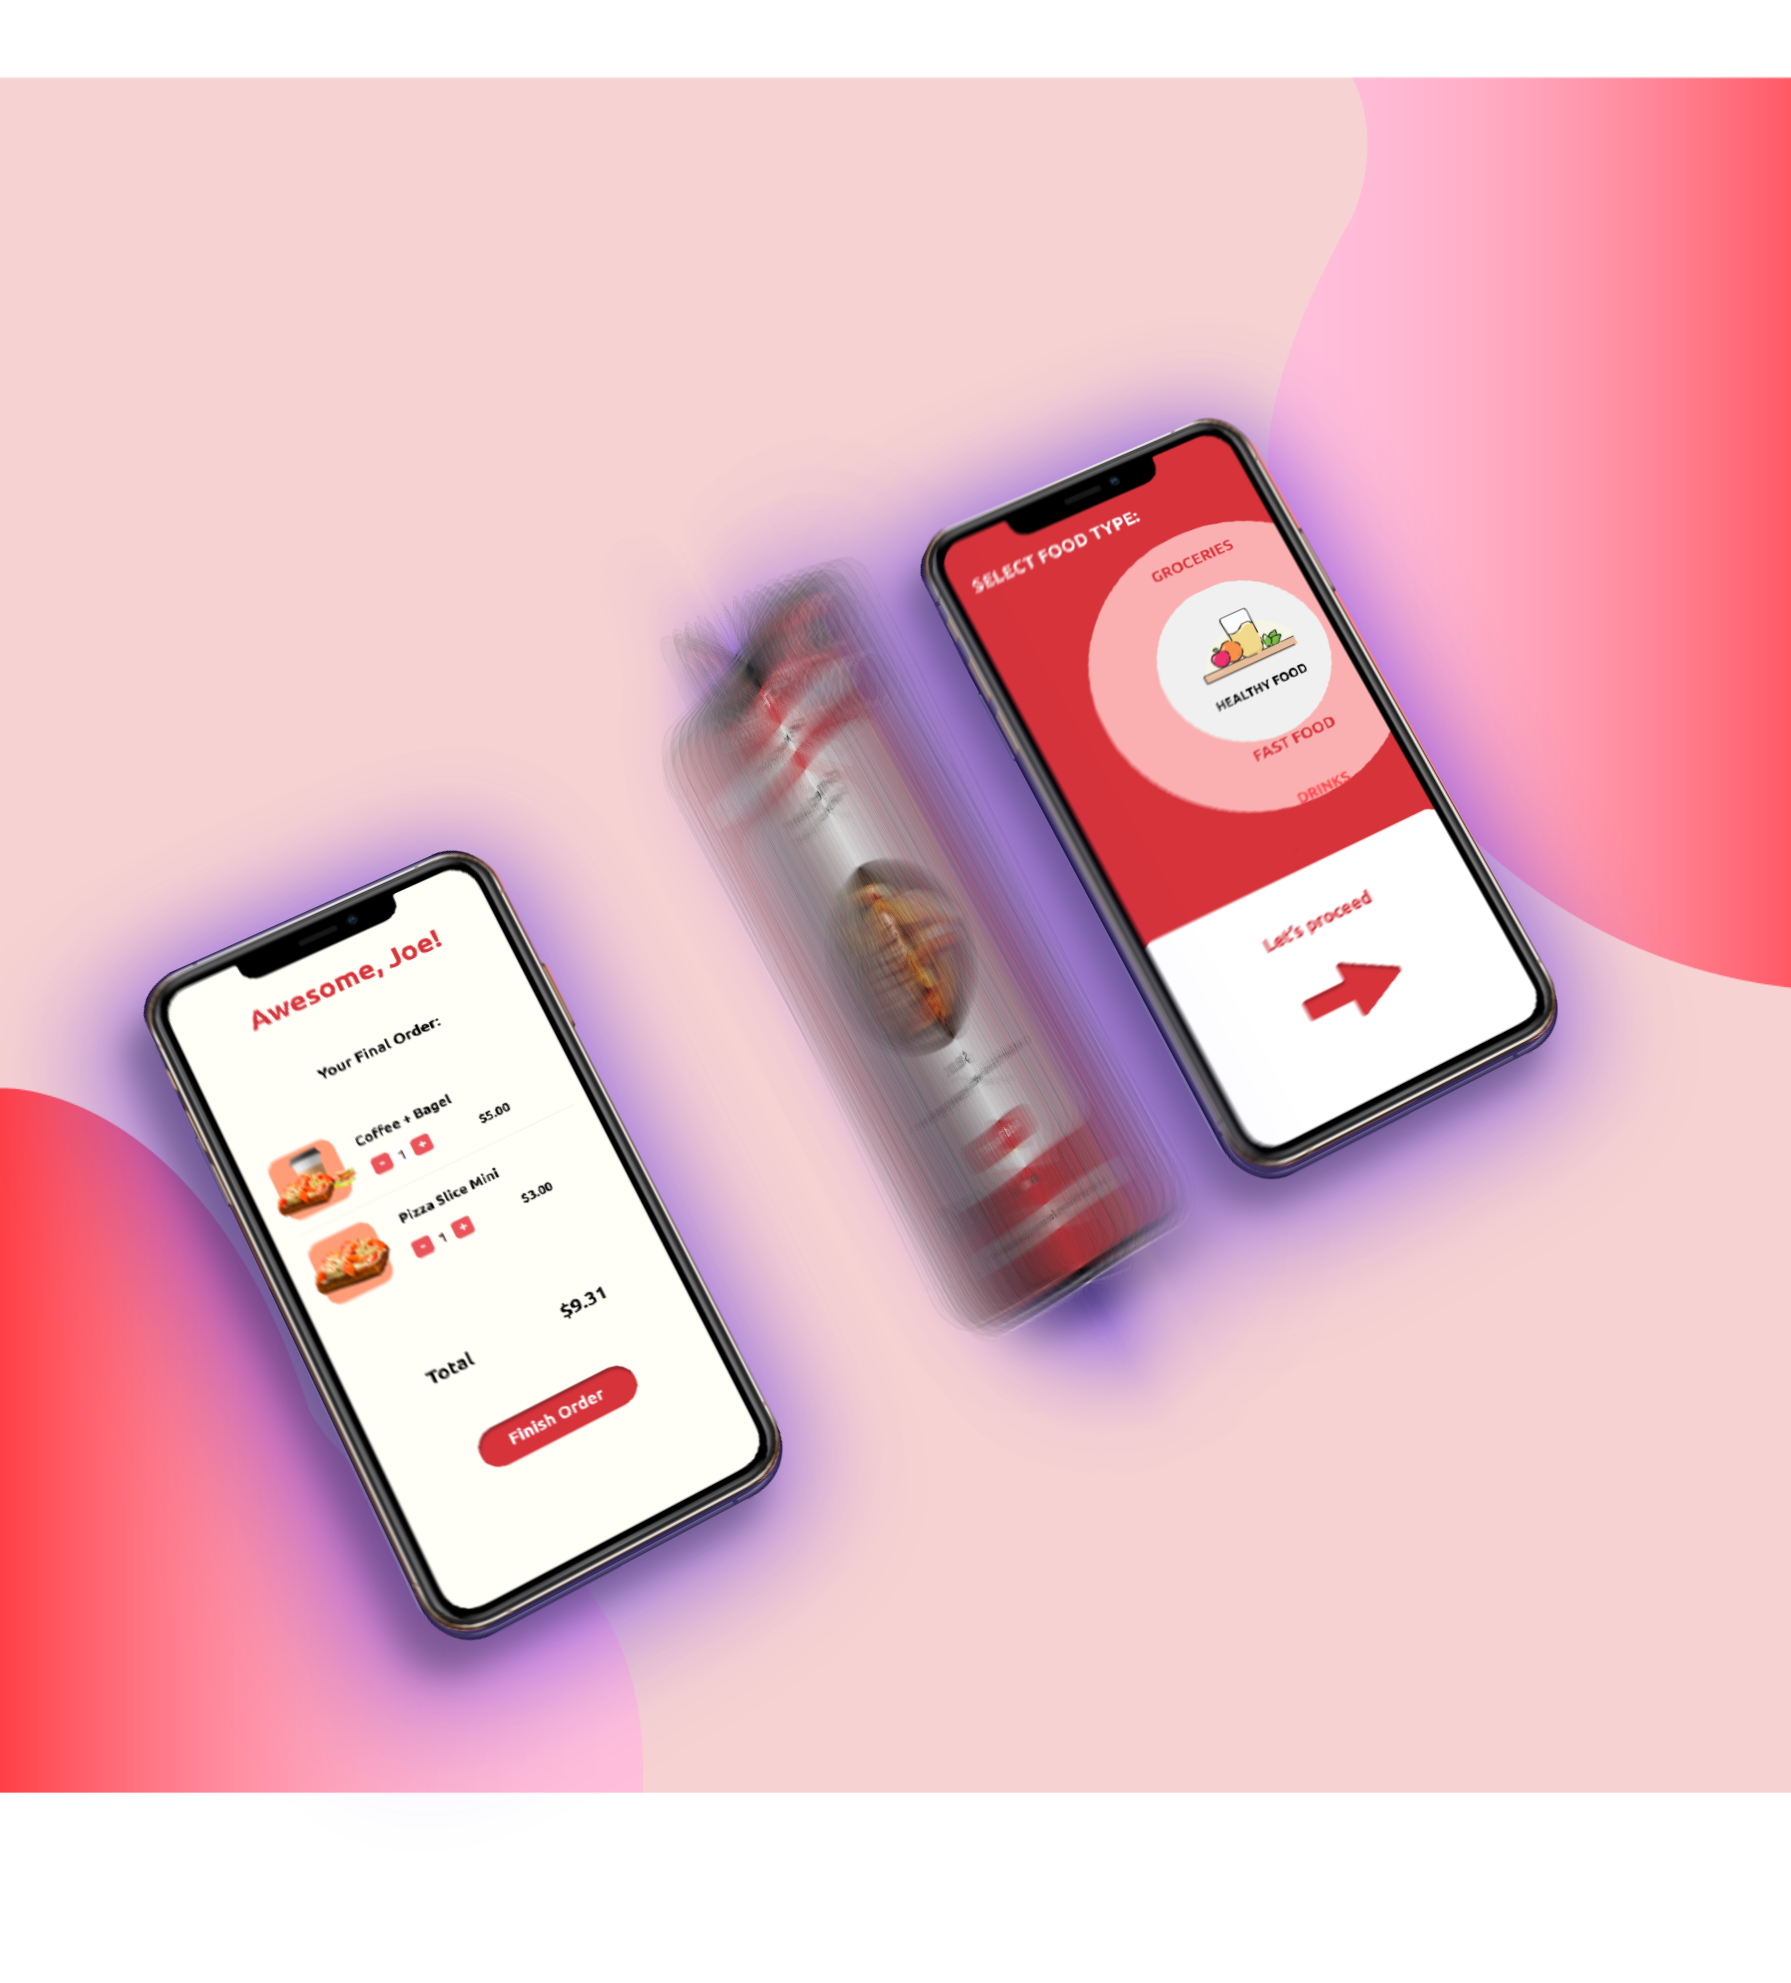 Awesome, Joe!
Your Final Order:
Coffee + Bagel
$5.00
- 1 +
Pizza Slice Mini
$3.00
- 1 +
$9.31
Total
Finish Order
SELECT FOOD TYPE:
GROCERIES
HEALTHY FOOD
FAST FOOD
DRINKS
Let's proceed